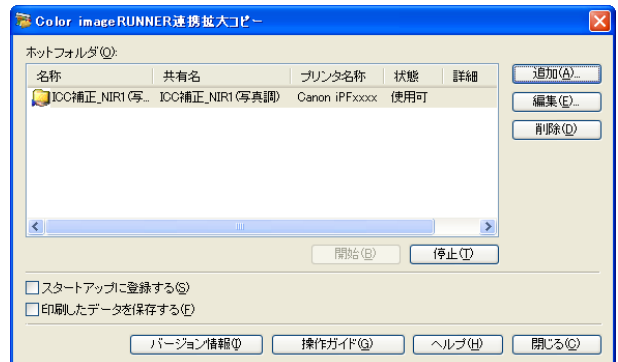 Color imageRUNNER連携拡大コピー
ホットフォルダ(O):
名称 共有名 プリンタ名称 状態 詳細
ICC補正_NIR1(写... ICC補正_NIR1(写真調) Canon iPFxxxx 使用可
追加(A)...
編集(E)...
削除(D)
開始(B) 停止(T)
スタートアップに登録する(S)
印刷したデータを保存する(F)
バージョン情報(I) 操作ガイド(G) ヘルプ(H) 閉じる(C)